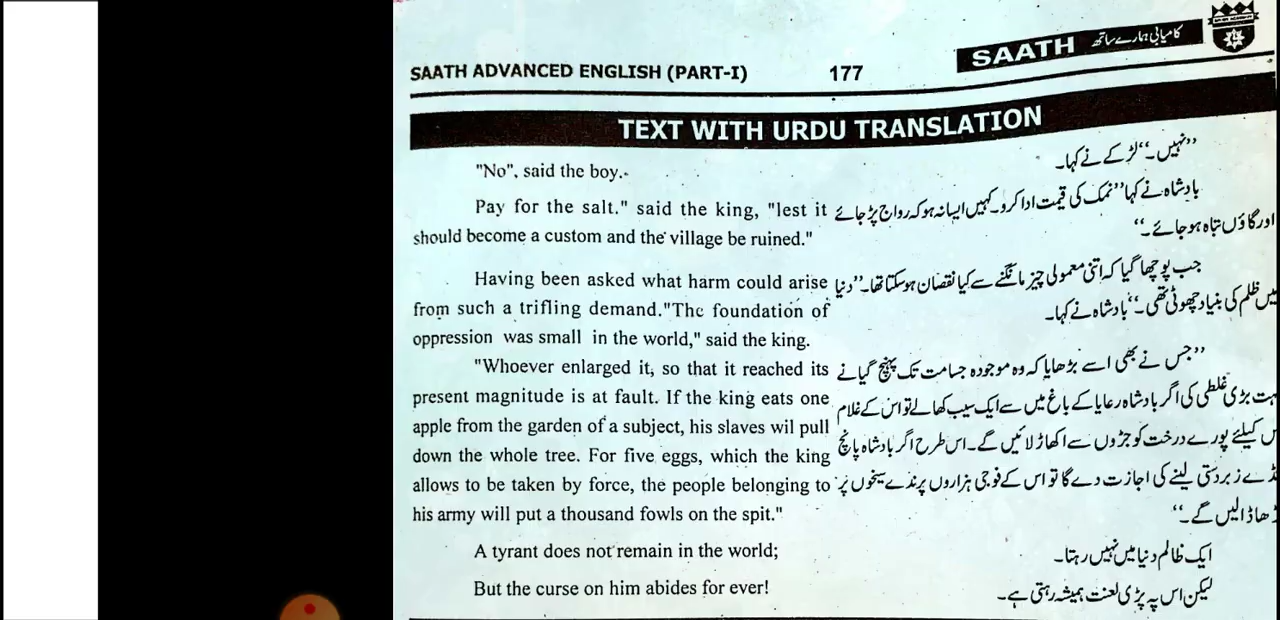 SAATH کامیابی ہمارے ساتھ
SAATH ADVANCED ENGLISH (PART-I) 177
TEXT WITH URDU TRANSLATION
"No", said the boy.
Pay for the salt." said the king, "lest it
should become a custom and the village be ruined."
Having been asked what harm could arise
from such a trifling demand."The foundation of
oppression was small in the world," said the king.
"Whoever enlarged it, so that it reached its
present magnitude is at fault. If the king eats one
apple from the garden of a subject, his slaves wil pull
down the whole tree. For five eggs, which the king
allows to be taken by force, the people belonging to
his army will put a thousand fowls on the spit."
A tyrant does not remain in the world;
But the curse on him abides for ever!
”نہیں۔“ لڑکے نے کہا۔
بادشاہ نے کہا ”نمک کی قیمت ادا کرو۔ کہیں ایسا نہ ہو کہ رواج پڑ جائے
اور گاؤں تباہ ہو جائے۔“
جب پوچھا گیا کہ اتنی معمولی چیز مانگنے سے کیا نقصان ہو سکتا تھا۔ ”دنیا
میں ظلم کی بنیاد چھوٹی تھی۔“ بادشاہ نے کہا۔
”جس نے بھی اسے بڑھایا کہ وہ موجودہ جسامت تک پہنچ گیا نے
بہت بڑی غلطی کی اگر بادشاہ رعایا کے باغ میں سے ایک سیب کھا لے تو اس کے غلام
س کیلئے پورے درخت کو جڑوں سے اکھاڑ لائیں گے۔ اس طرح اگر بادشاہ پانچ
ڈے زبردستی لینے کی اجازت دے گا تو اس کے فوجی ہزاروں پرندے سیخوں پر
ڑھا ڈالیں گے۔“
ایک ظالم دنیا میں نہیں رہتا۔
لیکن اس پہ پڑی لعنت ہمیشہ رہتی ہے۔